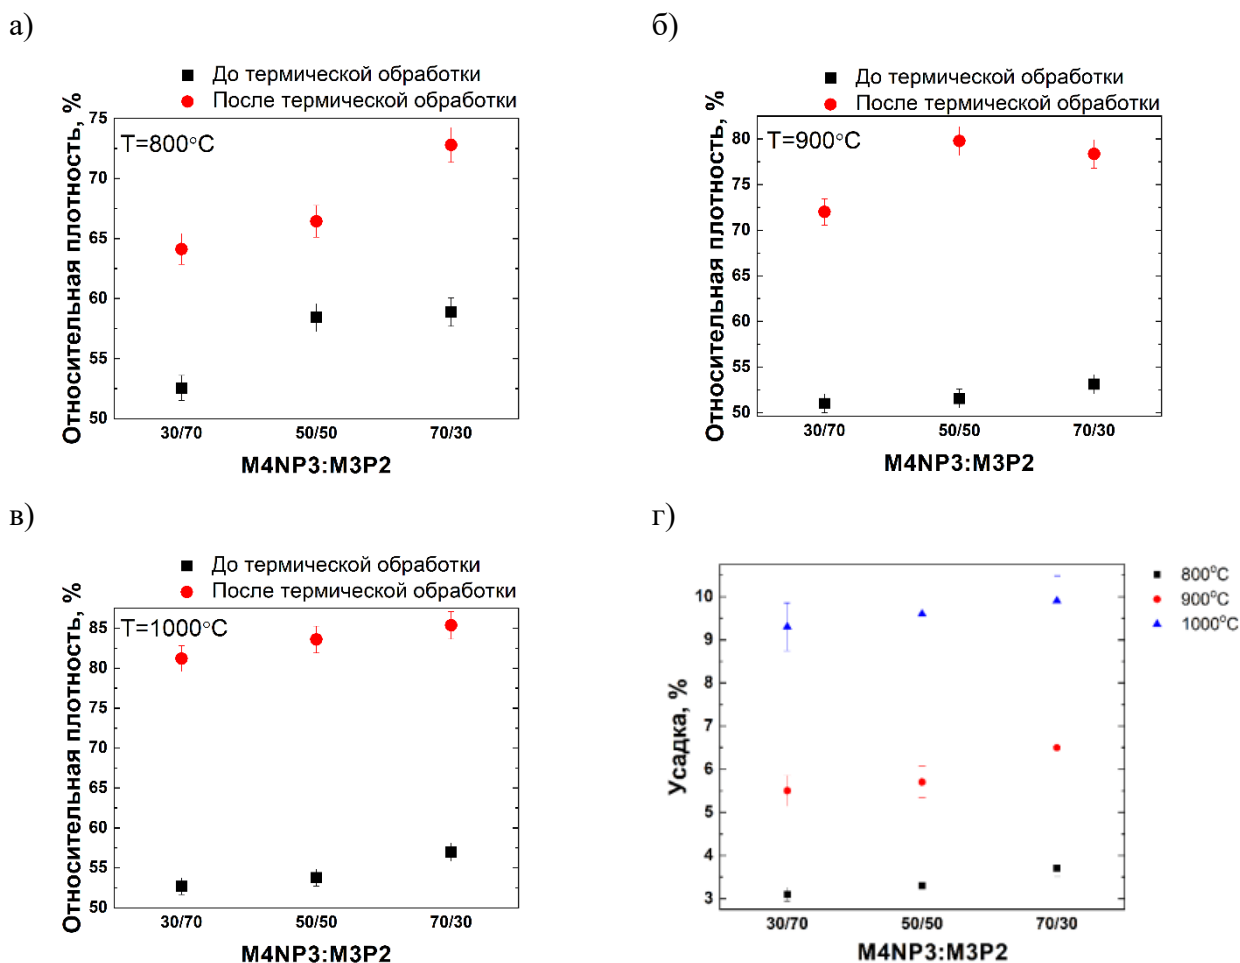 а)
■ До термической обработки
● После термической обработки
Относительная плотность, %
T=800°C
75
70
65
60
55
50
30/70 50/50 70/30
M4NP3:M3P2
б)
■ До термической обработки
● После термической обработки
Относительная плотность, %
T=900°C
80
75
70
65
60
55
50
30/70 50/50 70/30
M4NP3:M3P2
в)
■ До термической обработки
● После термической обработки
Относительная плотность, %
T=1000°C
85
80
75
70
65
60
55
50
30/70 50/50 70/30
M4NP3:M3P2
г)
■ 800°C
● 900°C
▲ 1000°C
Усадка, %
10
9
8
7
6
5
4
3
30/70 50/50 70/30
M4NP3:M3P2